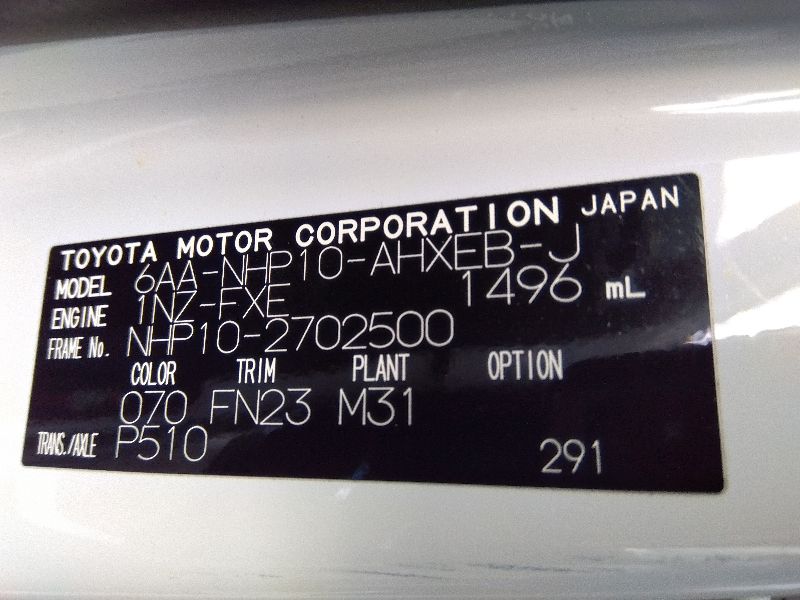 TOYOTA MOTOR CORPORATION JAPAN
MODEL 6AA-NHP10-AHXEB-J
ENGINE 1NZ-FXE 1496 mL
FRAME No. NHP10-2702500
COLOR TRIM PLANT OPTION
070 FN23 M31
TRANS./AXLE P510
291